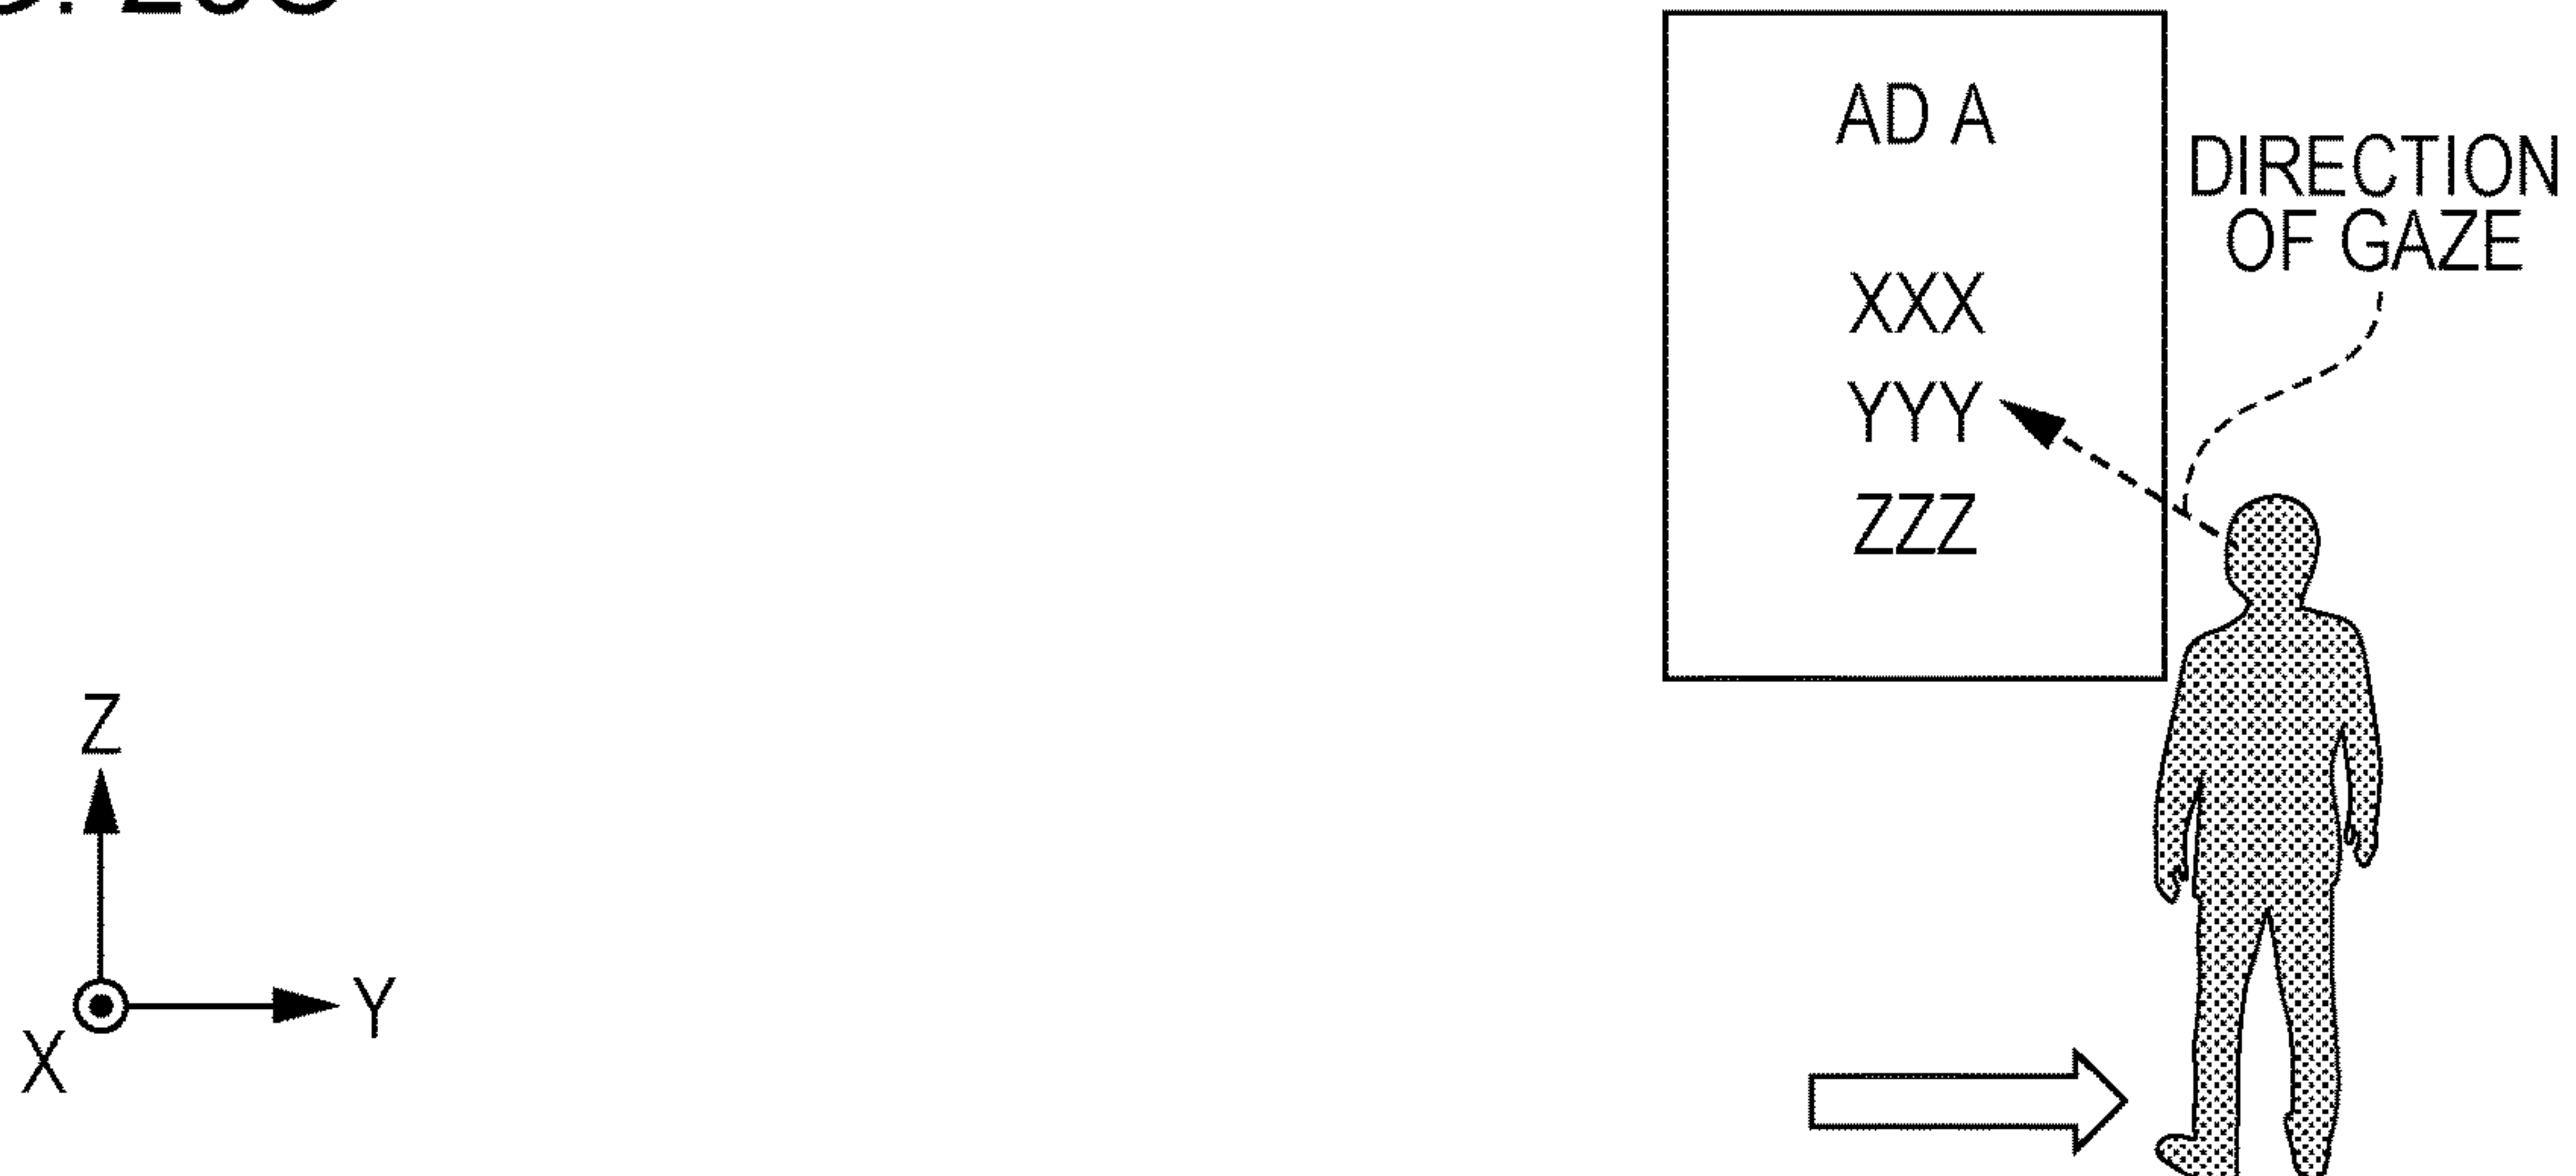 AD A
XXX
YYY
ZZZ
DIRECTION
OF GAZE
Z
Y
X